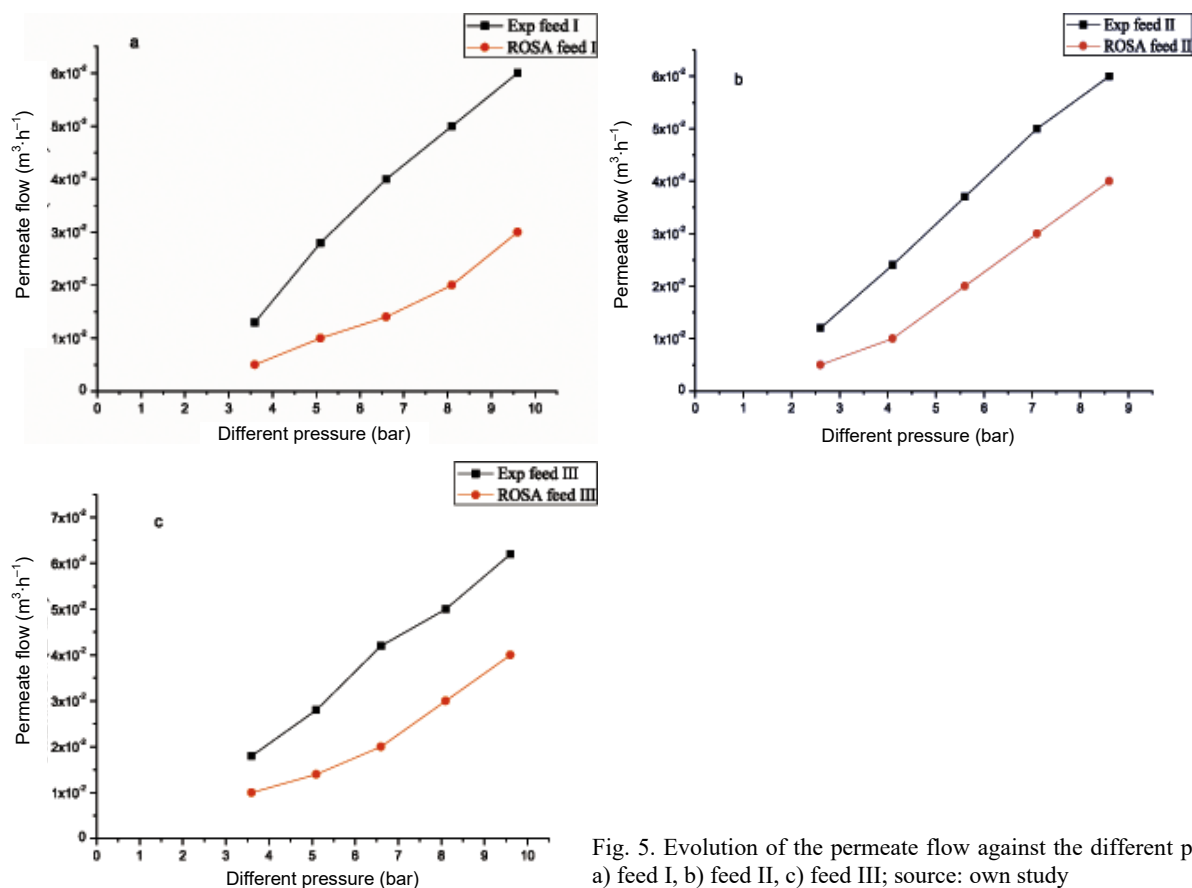 a
Exp feed I
ROSA feed I
6x10⁻²
5x10⁻²
4x10⁻²
3x10⁻²
2x10⁻²
1x10⁻²
0
Permeate flow (m³·h⁻¹)
0 1 2 3 4 5 6 7 8 9 10
Different pressure (bar)
b
Exp feed II
ROSA feed II
6x10⁻²
5x10⁻²
4x10⁻²
3x10⁻²
2x10⁻²
1x10⁻²
0
Permeate flow (m³·h⁻¹)
0 1 2 3 4 5 6 7 8 9
Different pressure (bar)
c
Exp feed III
ROSA feed III
7x10⁻²
6x10⁻²
5x10⁻²
4x10⁻²
3x10⁻²
2x10⁻²
1x10⁻²
0
Permeate flow (m³·h⁻¹)
0 1 2 3 4 5 6 7 8 9 10
Different pressure (bar)
Fig. 5. Evolution of the permeate flow against the different p
a) feed I, b) feed II, c) feed III; source: own study